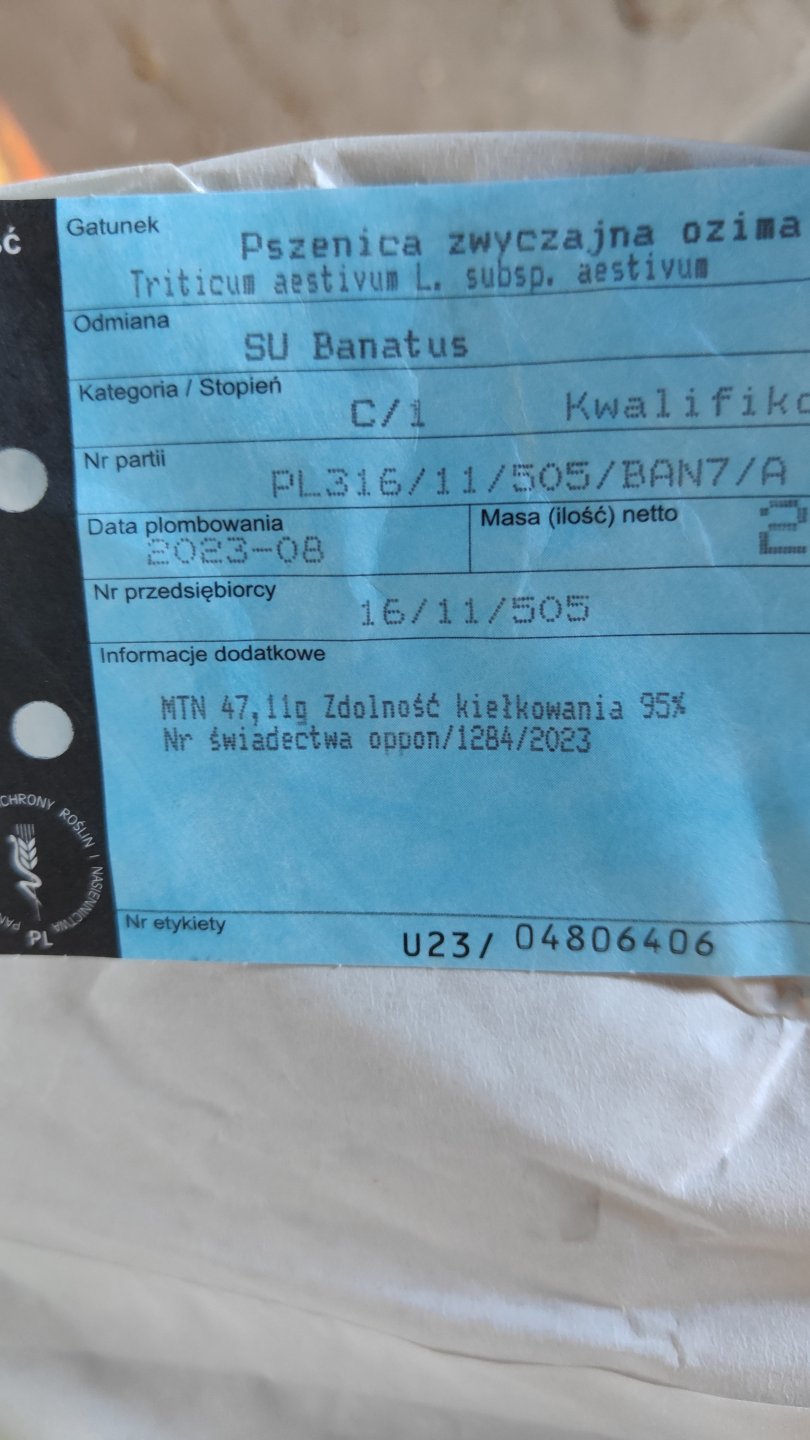 Gatunek
Pszenica zwyczajna ozima
Triticum aestivum L. subsp. aestivum
Odmiana
SU Banatus
Kategoria / Stopień
C/1
Nr partii
PL316/11/505/BAN7/A
Data plombowania
2023-08
Masa (ilość) netto
Nr przedsiębiorcy
16/11/505
Informacje dodatkowe
MTN 47,11g Zdolność kiełkowania 95%
Nr świadectwa oppon/1284/2023
ROŚLIN I NASIENNICTWA
PL
Nr etykiety
U23/ 04806406